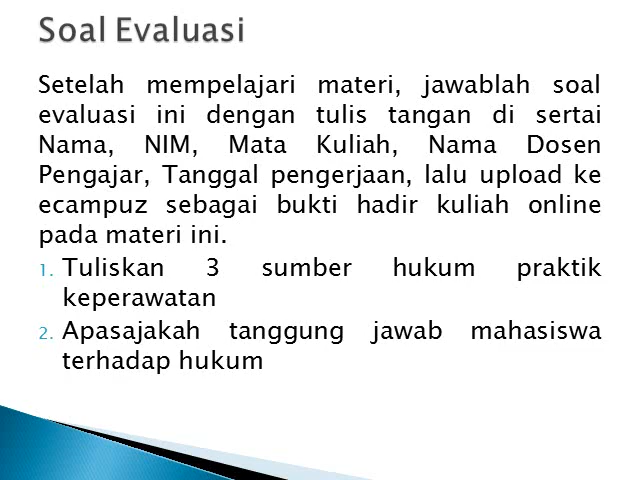 Soal Evaluasi
Setelah mempelajari materi, jawablah soal
evaluasi ini dengan tulis tangan di sertai
Nama, NIM, Mata Kuliah, Nama Dosen
Pengajar, Tanggal pengerjaan, lalu upload ke
ecampuz sebagai bukti hadir kuliah online
pada materi ini.
1. Tuliskan 3 sumber hukum praktik
keperawatan
2. Apasajakah tanggung jawab mahasiswa
terhadap hukum